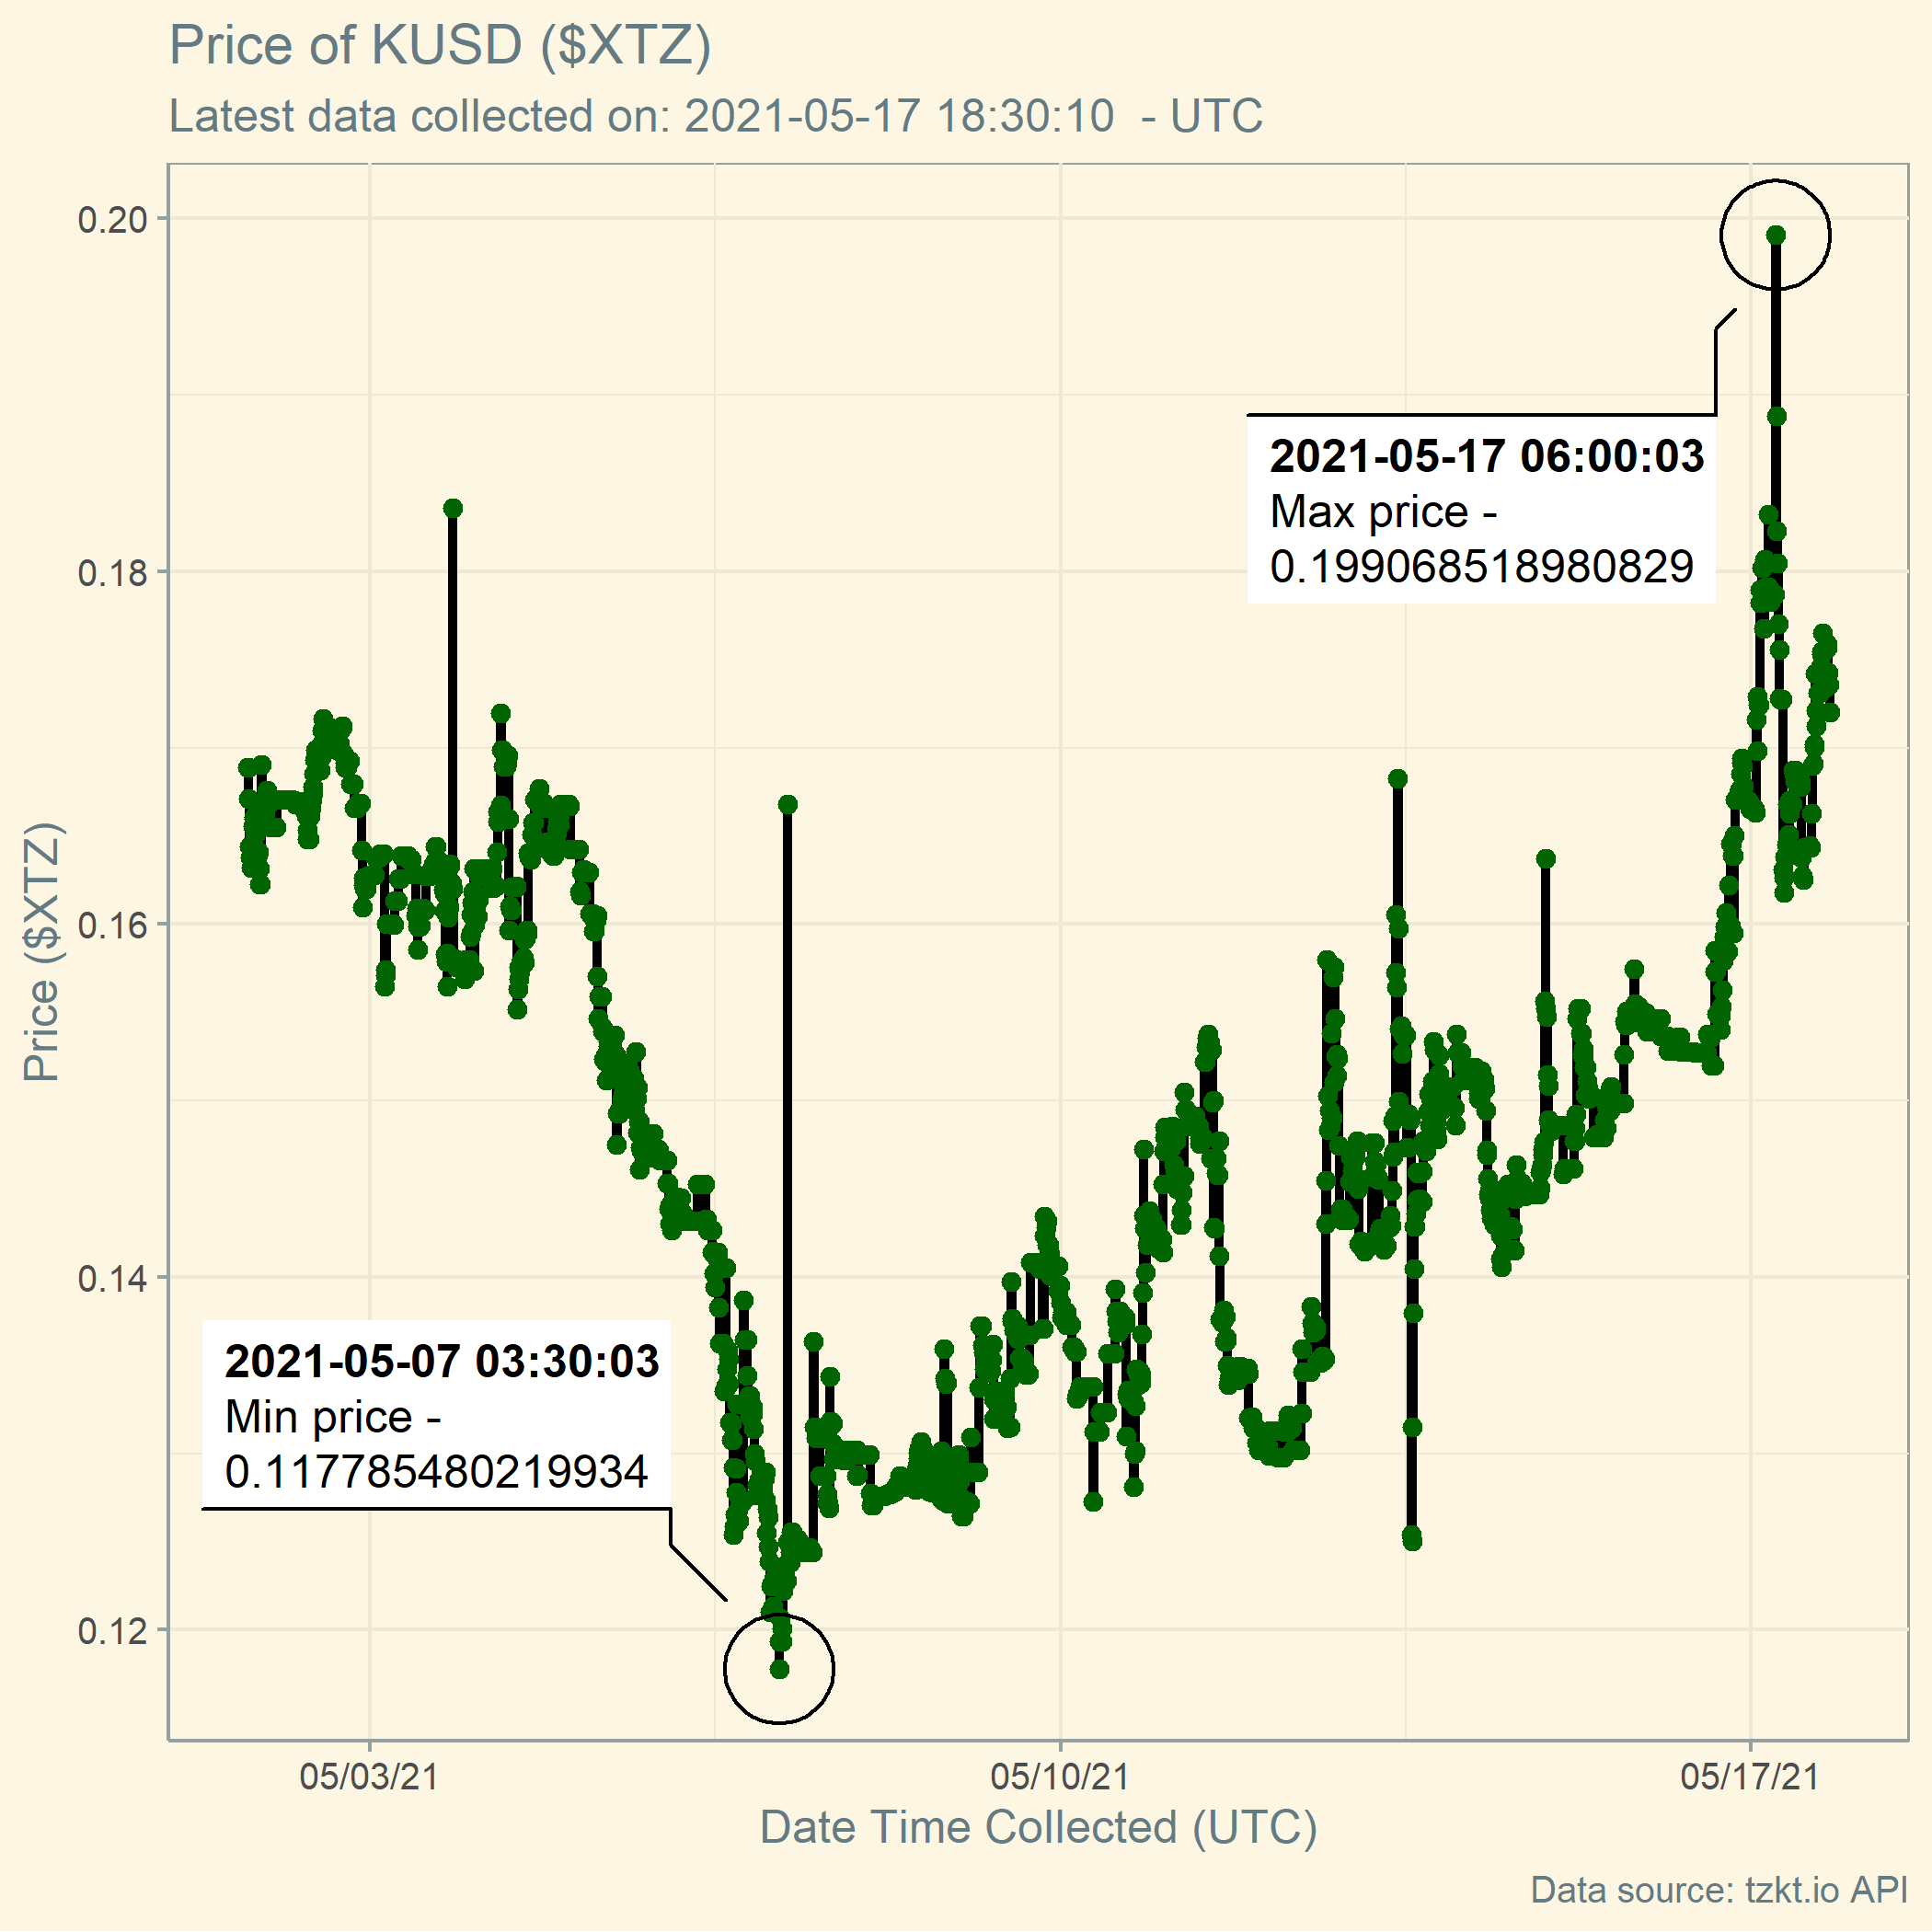 Price of KUSD ($XTZ)
Latest data collected on: 2021-05-17 18:30:10  - UTC
0.20
0.18
0.16
0.14
0.12
Price ($XTZ)
2021-05-17 06:00:03
Max price -
0.199068518980829
2021-05-07 03:30:03
Min price -
0.117785480219934
05/03/21
05/10/21
05/17/21
Date Time Collected (UTC)
Data source: tzkt.io API